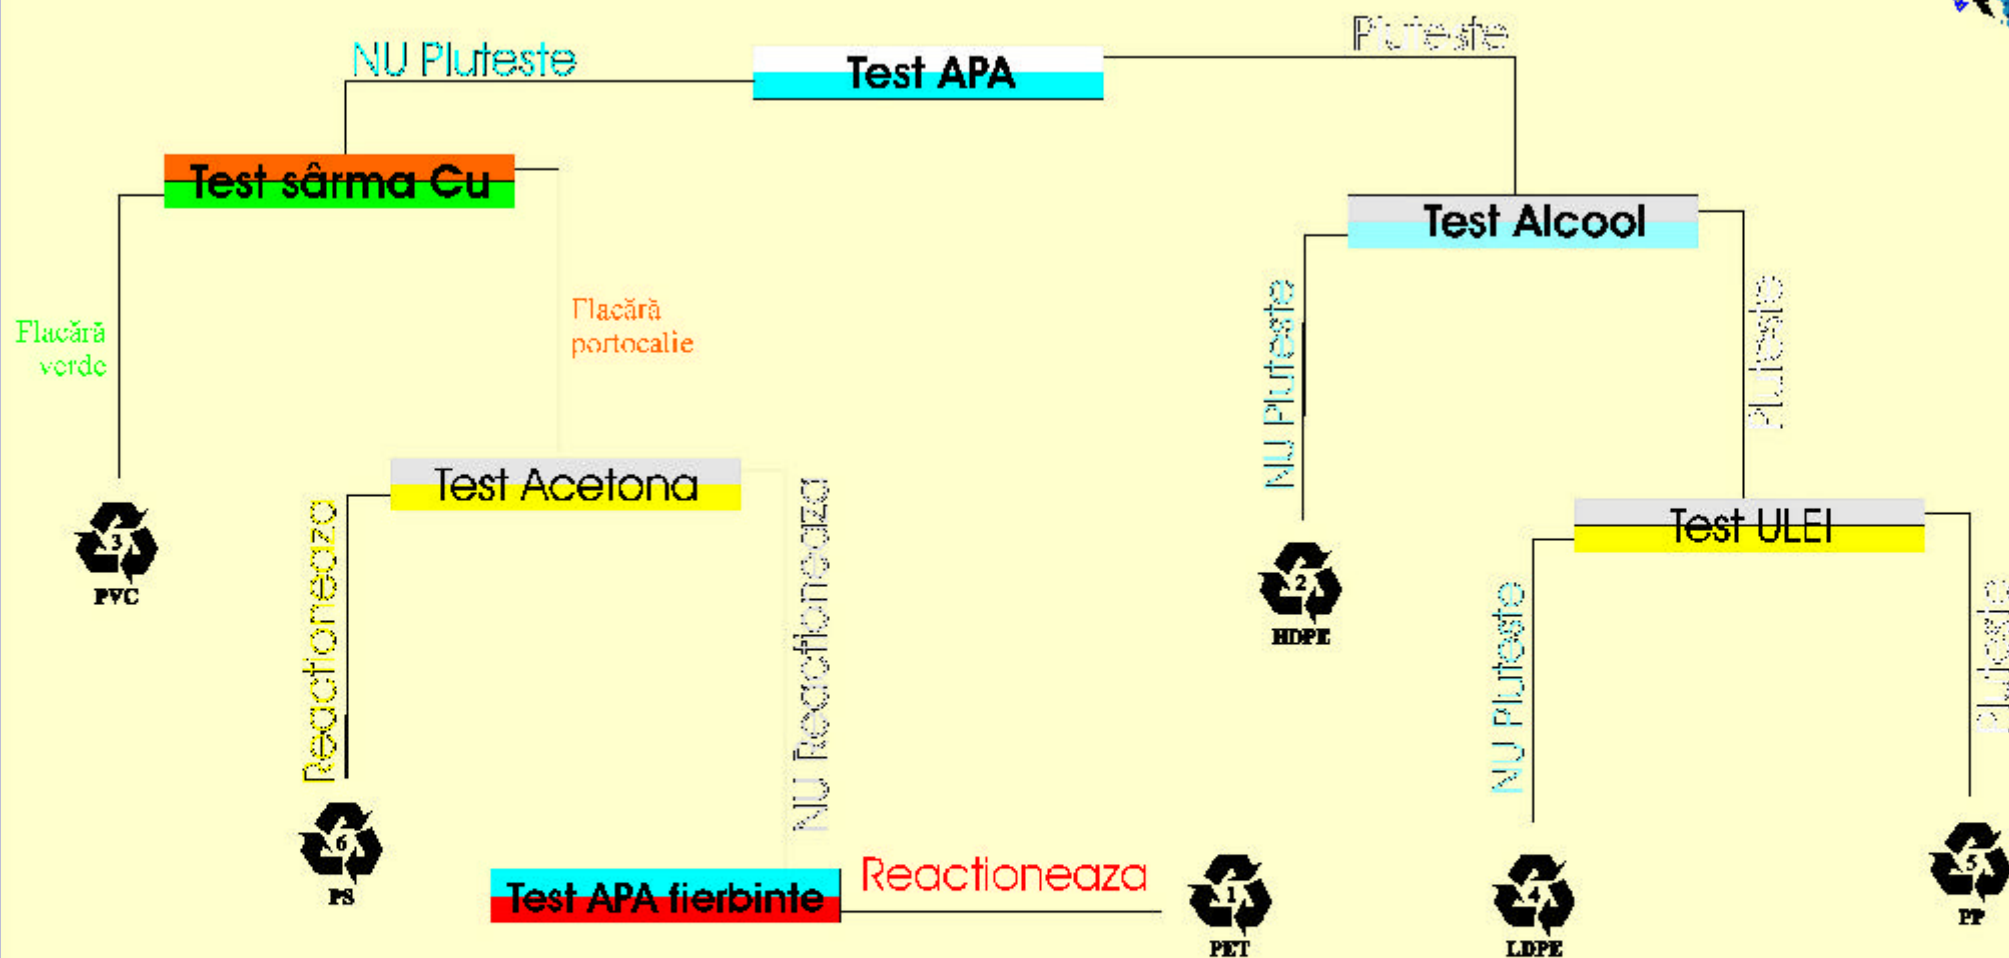 NU Pluteste
Test APA
Pluteste
Test sârma Cu
Test Alcool
Flacără
verde
Flacără
portocalie
NU Pluteste
Pluteste
Test Acetona
Test ULEI
3
PVC
Reactioneaza
NU Reactioneaza
2
HDPE
NU Pluteste
Pluteste
6
PS
Test APA fierbinte
Reactioneaza
1
PET
4
LDPE
5
PP